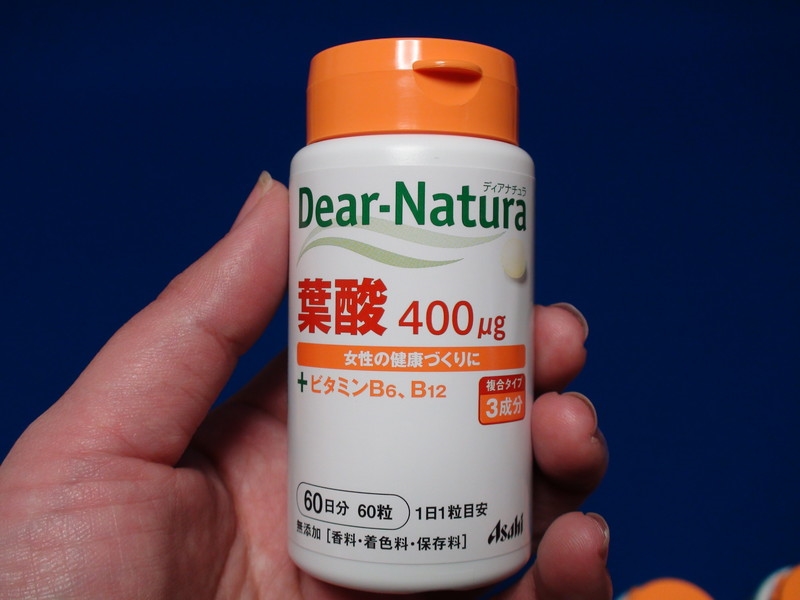 ディアナチュラ
Dear-Natura
葉酸 400μg
女性の健康づくりに
+ビタミンB6、B12
複合タイプ
3成分
60日分 60粒 1日1粒目安
無添加 [香料・着色料・保存料]
Asahi